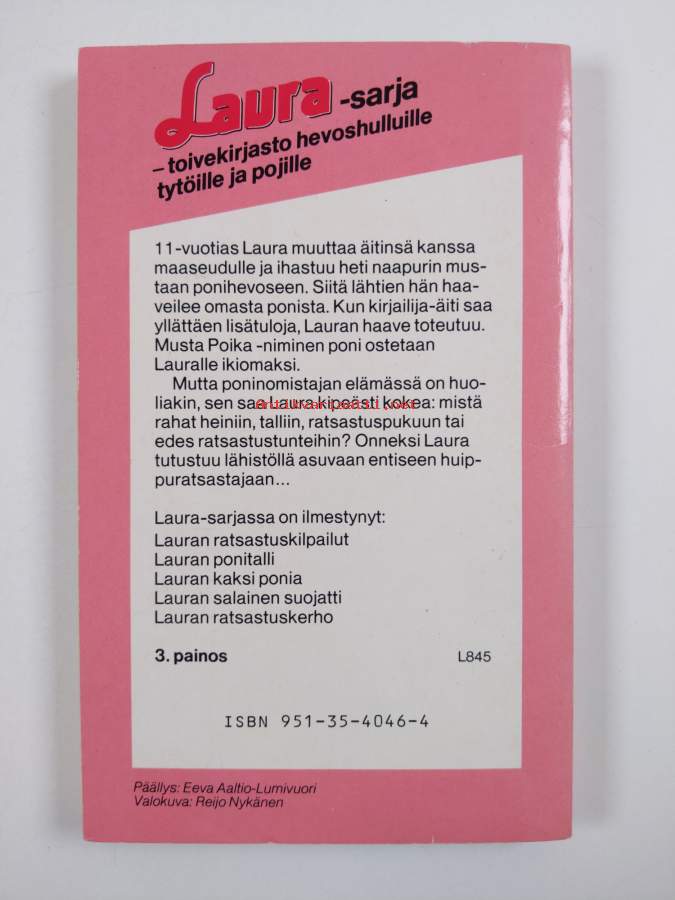 Laura -sarja
– toivekirjasto hevoshulluille
tytöille ja pojille
11-vuotias Laura muuttaa äitinsä kanssa
maaseudulle ja ihastuu heti naapurin mus-
taan ponihevoseen. Siitä lähtien hän haa-
veilee omasta ponista. Kun kirjailija-äiti saa
yllättäen lisätuloja, Lauran haave toteutuu.
Musta Poika -niminen poni ostetaan
Lauralle ikiomaksi.
Mutta poninomistajan elämässä on huo-
liakin, sen saa Laura kipeästi kokea: mistä
antikvariaatti.net
rahat heiniin, talliin, ratsastuspukuun tai
edes ratsastustunteihin? Onneksi Laura
tutustuu lähistöllä asuvaan entiseen huip-
puratsastajaan...
Laura-sarjassa on ilmestynyt:
Lauran ratsastuskilpailut
Lauran ponitalli
Lauran kaksi ponia
Lauran salainen suojatti
Lauran ratsastuskerho
3. painos L845
ISBN 951-35-4046-4
Päällys: Eeva Aaltio-Lumivuori
Valokuva: Reijo Nykänen